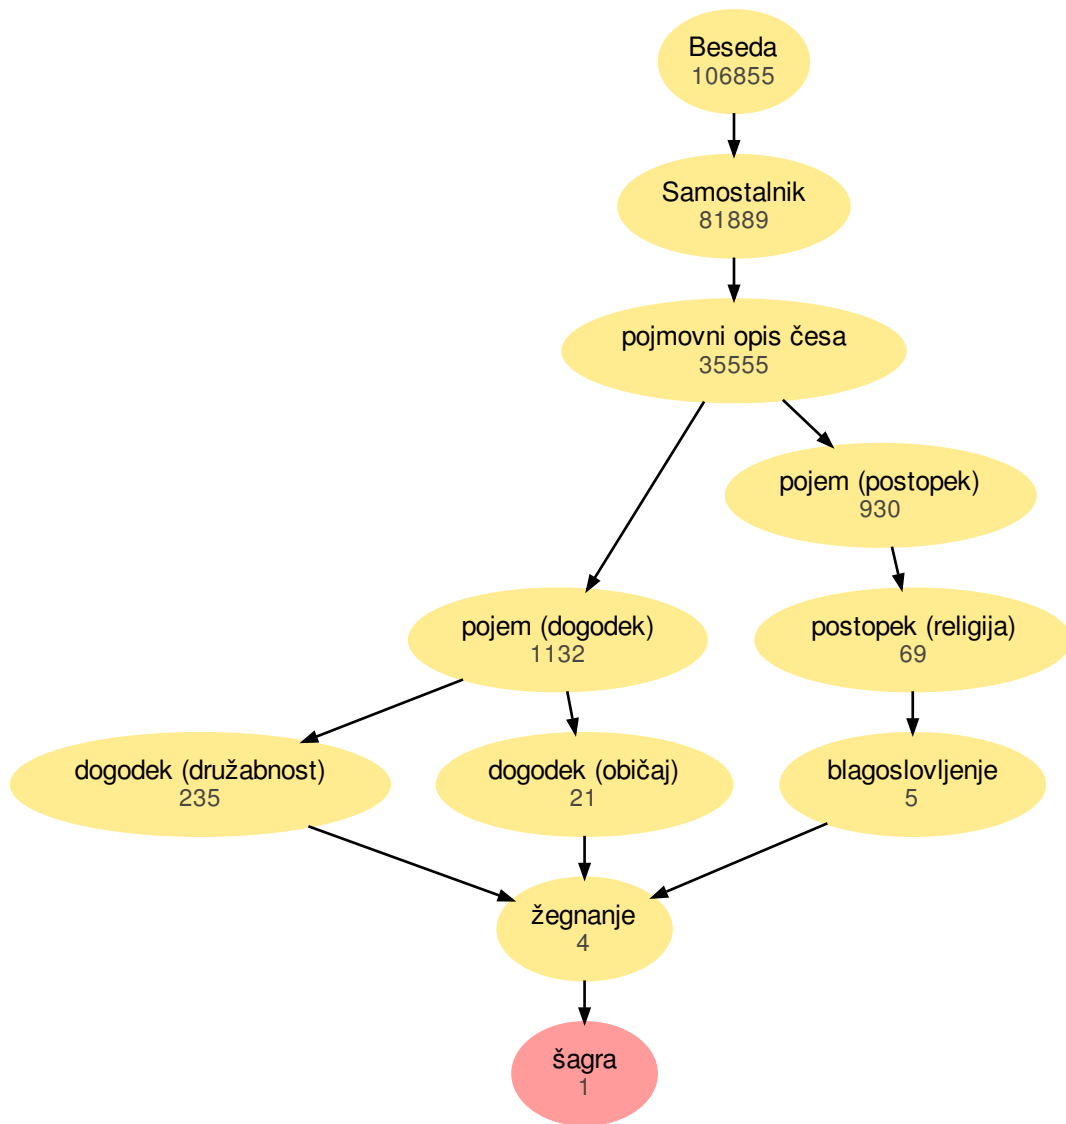 Beseda
106855
Samostalnik
81889
pojmovni opis česa
35555
pojem (postopek)
930
pojem (dogodek)
1132
postopek (religija)
69
dogodek (družabnost)
235
dogodek (običaj)
21
blagoslovljenje
5
žegnanje
4
šagra
1